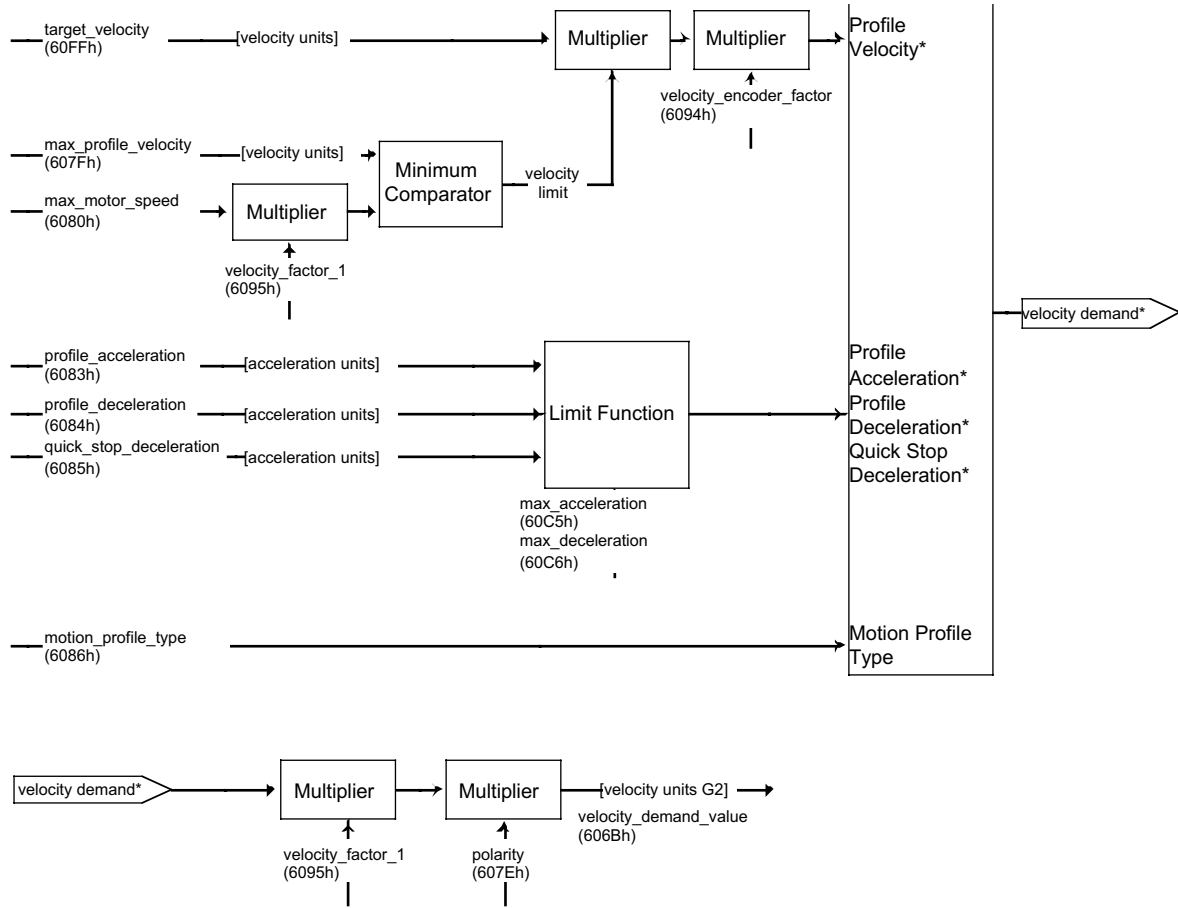 target_velocity
(60FFh)
[velocity units]
Multiplier
Multiplier
Profile
Velocity*
velocity_encoder_factor
(6094h)
max_profile_velocity
(607Fh)
[velocity units]
Minimum
Comparator
velocity
limit
max_motor_speed
(6080h)
Multiplier
velocity_factor_1
(6095h)
velocity demand*
profile_acceleration
(6083h)
[acceleration units]
Profile
Acceleration*
profile_deceleration
(6084h)
[acceleration units]
Limit Function
Profile
Deceleration*
quick_stop_deceleration
(6085h)
[acceleration units]
Quick Stop
Deceleration*
max_acceleration
(60C5h)
max_deceleration
(60C6h)
motion_profile_type
(6086h)
Motion Profile
Type
velocity demand*
Multiplier
Multiplier
[velocity units G2]
velocity_demand_value
(606Bh)
velocity_factor_1
(6095h)
polarity
(607Eh)